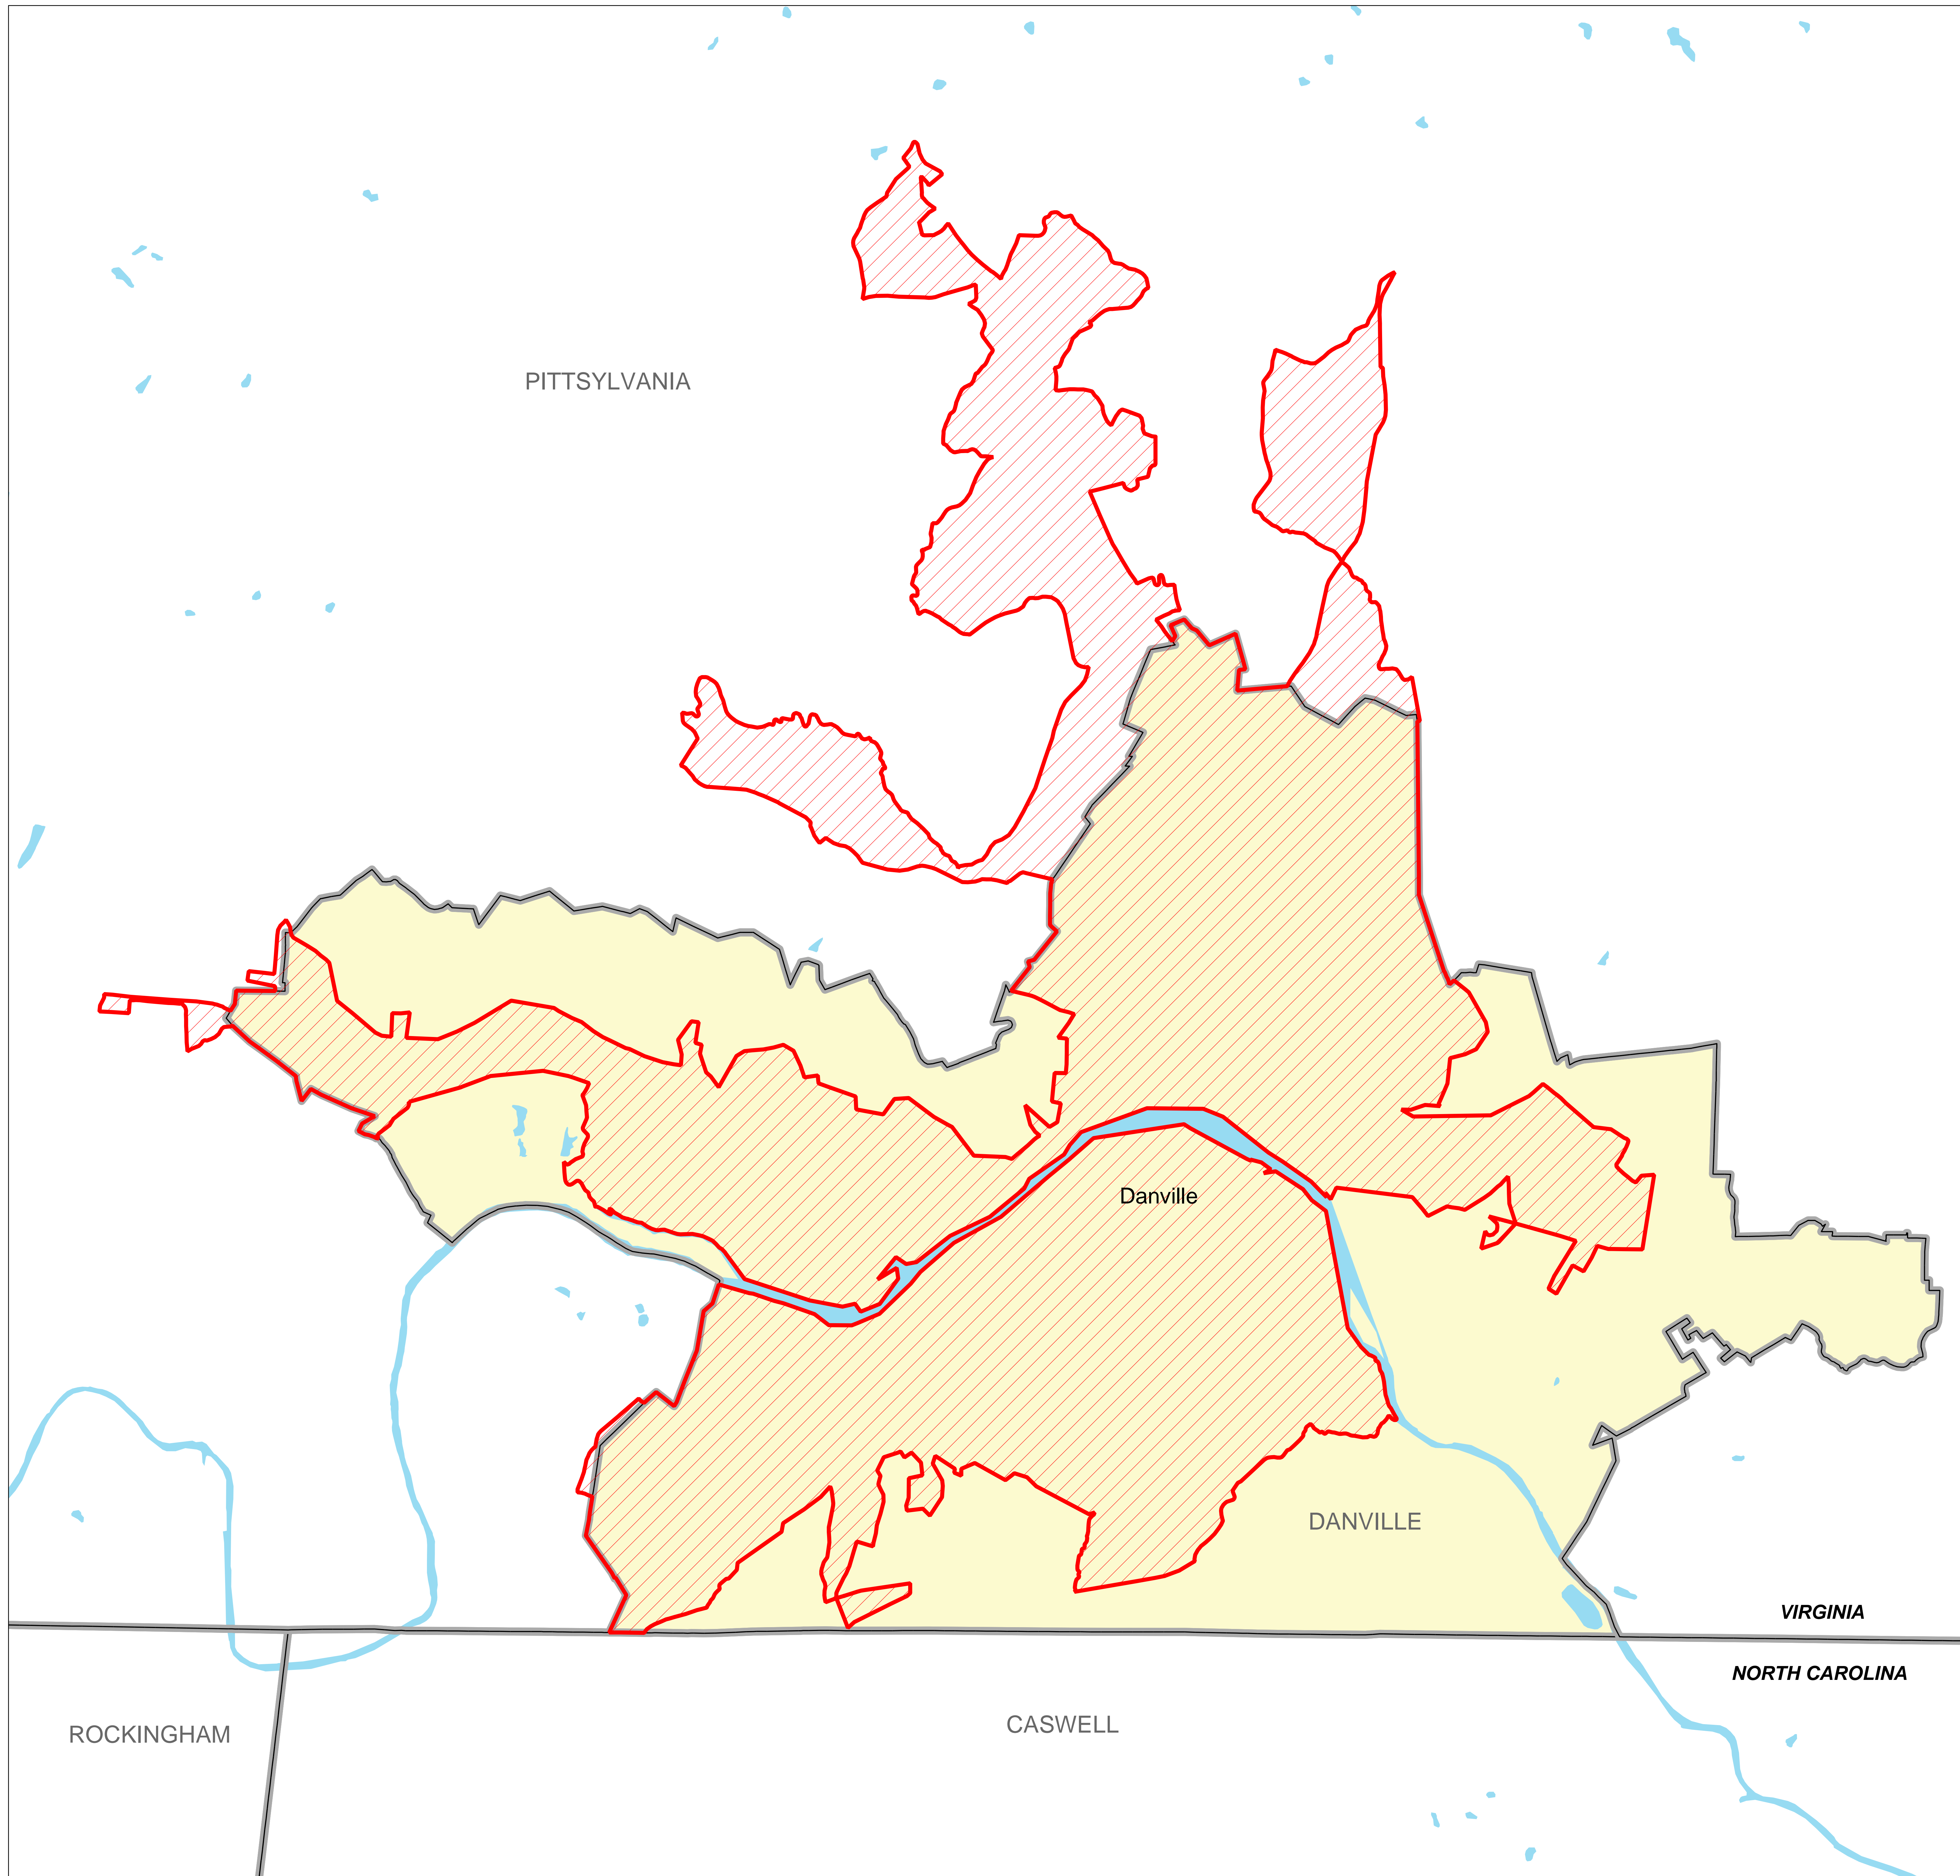 PITTSYLVANIA
Danville
DANVILLE
VIRGINIA
NORTH CAROLINA
CASWELL
ROCKINGHAM